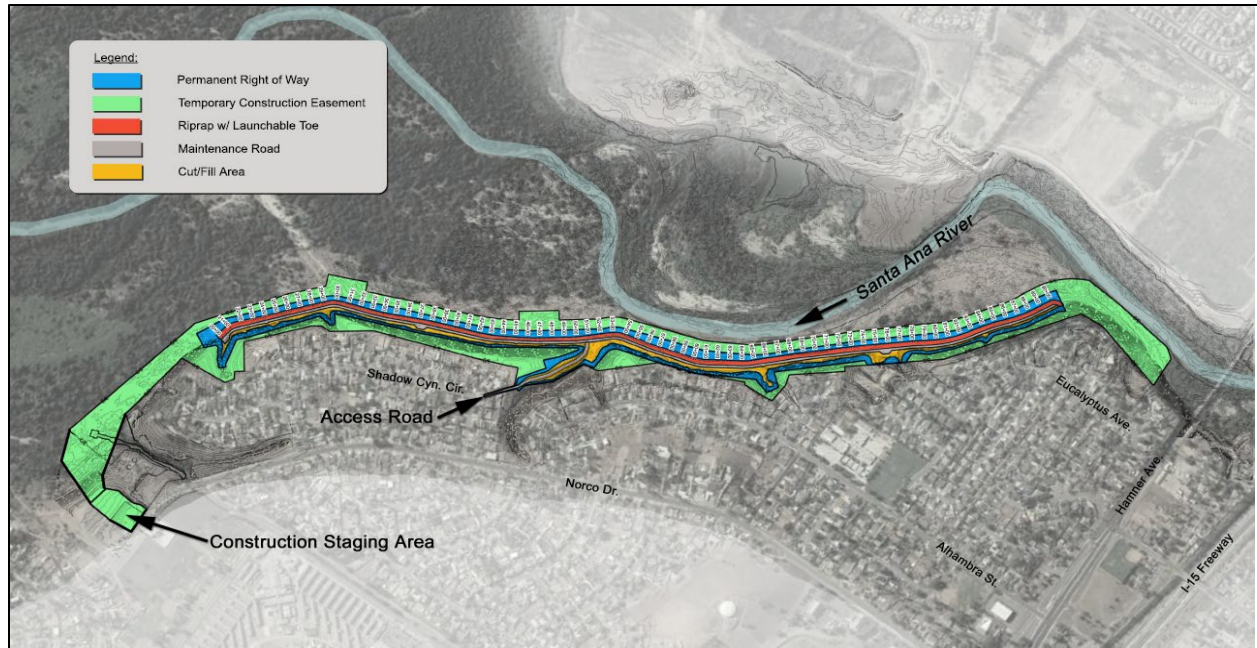 Legend:
Permanent Right of Way
Temporary Construction Easement
Riprap w/ Launchable Toe
Maintenance Road
Cut/Fill Area
Santa Ana River
Shadow Cyn. Cir.
Access Road
Eucalyptus Ave.
Hamner Ave.
Norco Dr.
Construction Staging Area
Alhambra St.
I-15 Freeway